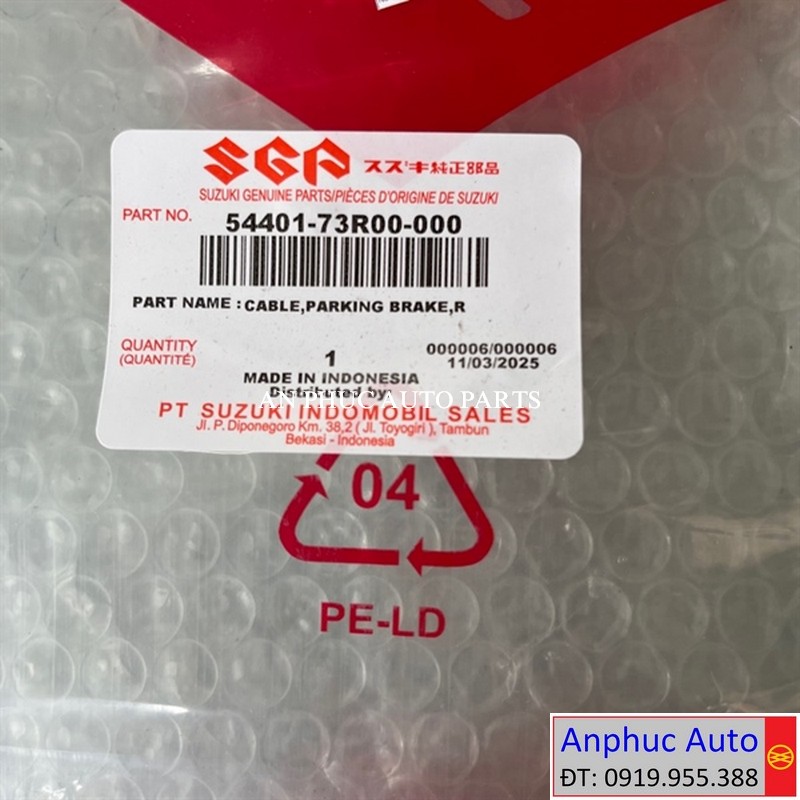 SGP スズキ純正部品
SUZUKI GENUINE PARTS/PIÈCES D'ORIGINE DE SUZUKI
PART NO. 54401-73R00-000
PART NAME : CABLE,PARKING BRAKE,R
QUANTITY
(QUANTITÉ)
1
000006/000006
11/03/2025
MADE IN INDONESIA
Distributed by:
AN PHUC AUTO PARTS
PT SUZUKI INDOMOBIL SALES
Jl. P. Diponegoro Km. 38,2 ( Jl. Toyogiri ), Tambun
Bekasi - Indonesia
04
PE-LD
Anphuc Auto
ĐT: 0919.955.388